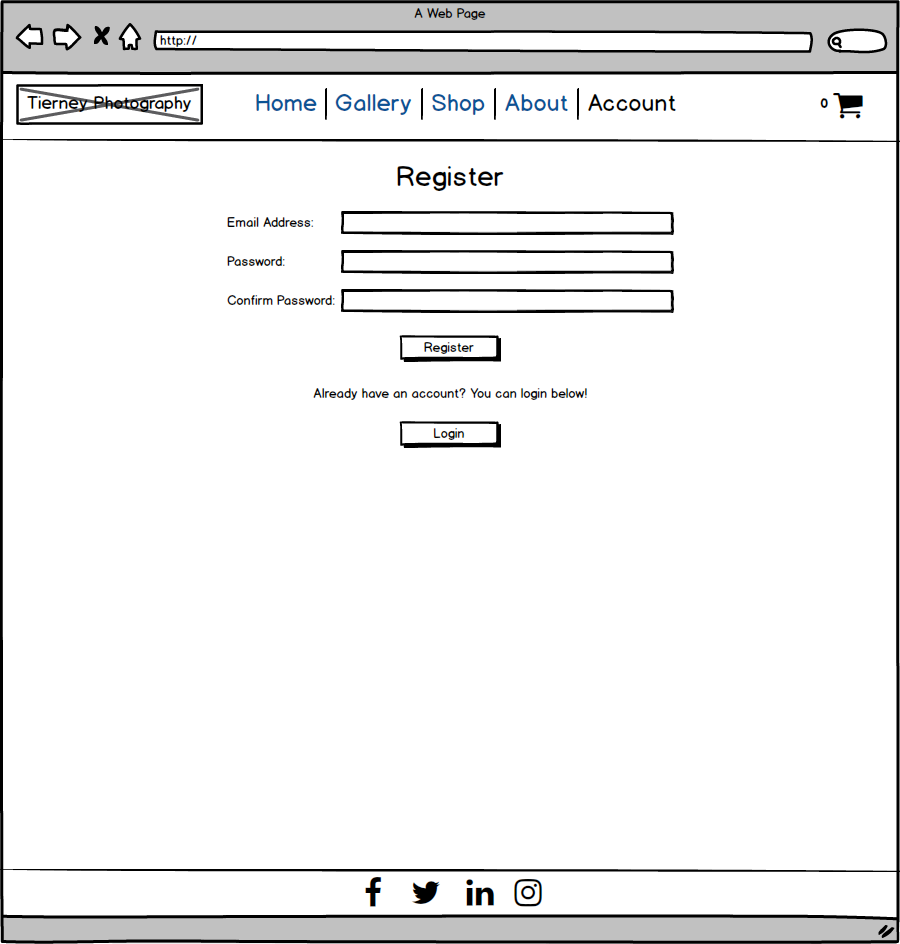 A Web Page
http://
Tierney Photography
Home Gallery Shop About Account 0
Register
Email Address:
Password:
Confirm Password:
Register
Already have an account? You can login below!
Login